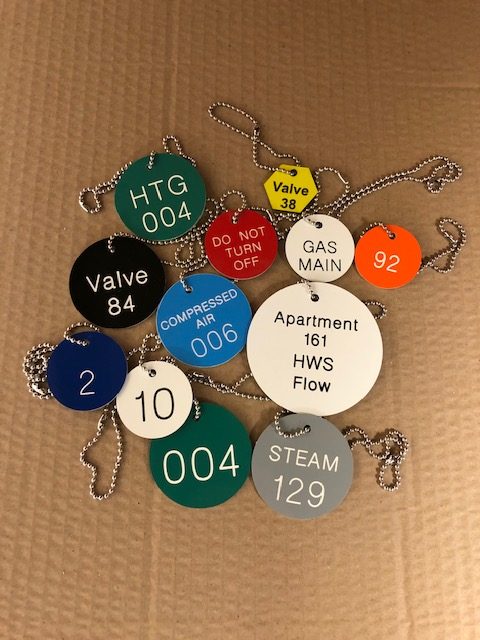 HTG
004
Valve
38
DO NOT
TURN
OFF
GAS
MAIN
92
Valve
84
COMPRESSED
AIR
006
Apartment
161
HWS
Flow
2
10
004
STEAM
129